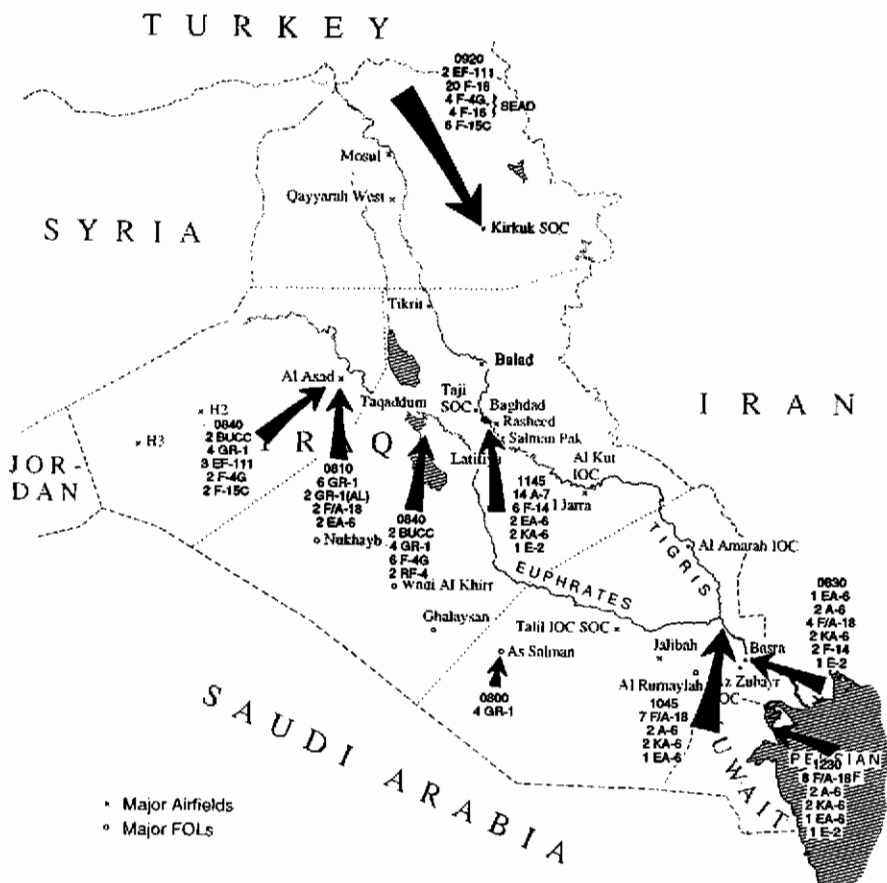 TURKEY
0920
2 EF-111
20 F-16
4 F-4G
4 F-16
SEAD
6 F-15C
Mosul
Qayyarah West
Kirkuk SOC
SYRIA
Tikrit
Balad
Al Asad
Taji
SOC
Baghdad
Taqaddum
Rasheed
Salman Pak
IRAN
H2
H3
0840
2 BUCC
4 GR-1
3 EF-111
2 F-4G
2 F-15C
IRAQ
JOR-
DAN
0810
6 GR-1
2 GR-1(AL)
2 F/A-18
2 EA-6
Nukhayb
Al Kut
IOC
1145
14 A-7
6 F-14
2 EA-6
2 KA-6
1 E-2
Jarra
0840
2 BUCC
4 GR-1
6 F-4G
2 RF-4
Wadi Al Khirr
TIGRIS
Al Amarah IOC
EUPHRATES
0830
1 EA-6
2 A-6
4 F/A-18
2 KA-6
2 F-14
1 E-2
Ghalaysan
Talil IOC SOC
As Salman
Jalibah
Basra
Az Zubayr
IOC
Al Rumaylah
0800
4 GR-1
1045
7 F/A-18
2 A-6
2 KA-6
1 EA-6
SAUDI ARABIA
KUWAIT
PERSIAN
1230
8 F/A-18
2 A-6
2 KA-6
1 EA-6
1 E-2
Major Airfields
Major FOLs